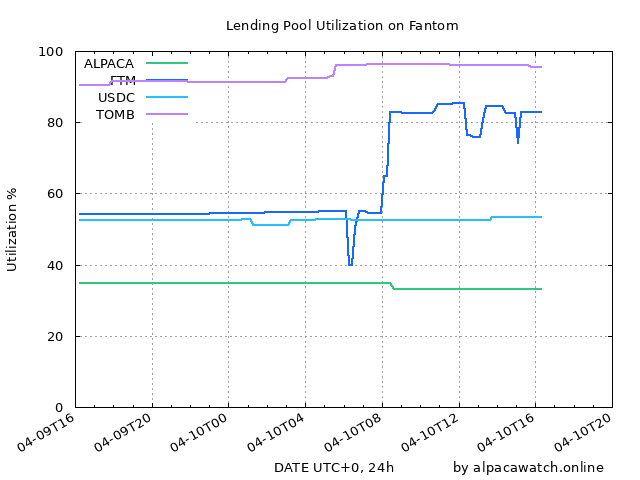 Lending Pool Utilization on Fantom
100
80
60
40
20
0
Utilization %
ALPACA
FTM
USDC
TOMB
04-09T16
04-09T20
04-10T00
04-10T04
04-10T08
04-10T12
04-10T16
04-10T20
DATE UTC+0, 24h
by alpacawatch.online